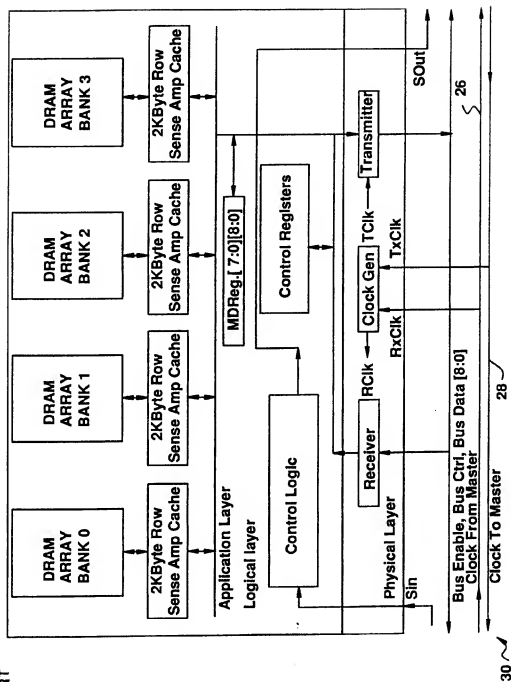 DRAM
ARRAY
BANK 0
DRAM
ARRAY
BANK 1
DRAM
ARRAY
BANK 2
DRAM
ARRAY
BANK 3
2KByte Row
Sense Amp Cache
2KByte Row
Sense Amp Cache
2KByte Row
Sense Amp Cache
2KByte Row
Sense Amp Cache
Application Layer
Logical layer
MDReg.[ 7:0][8:0]
Control Logic
Control Registers
Physical Layer
Receiver
RClk
Clock Gen
TClk
Transmitter
Sin
RxClk
TxClk
SOut
Bus Enable, Bus Ctrl, Bus Data [8:0]
Clock From Master
26
Clock To Master
28
30